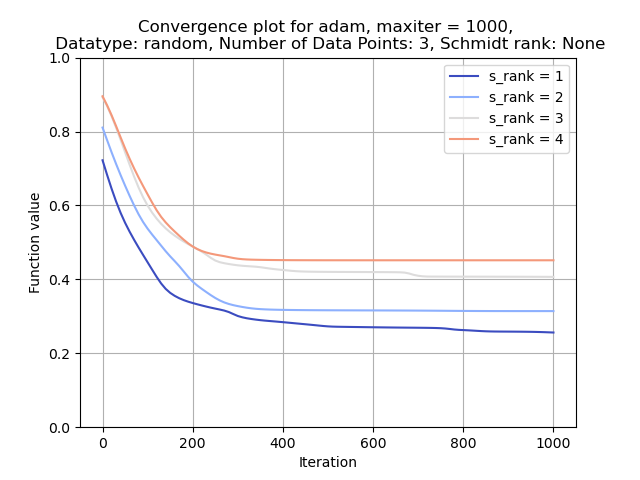 Convergence plot for adam, maxiter = 1000,
Datatype: random, Number of Data Points: 3, Schmidt rank: None
s_rank = 1
s_rank = 2
s_rank = 3
s_rank = 4
Function value
1.0
0.8
0.6
0.4
0.2
0.0
0 200 400 600 800 1000
Iteration